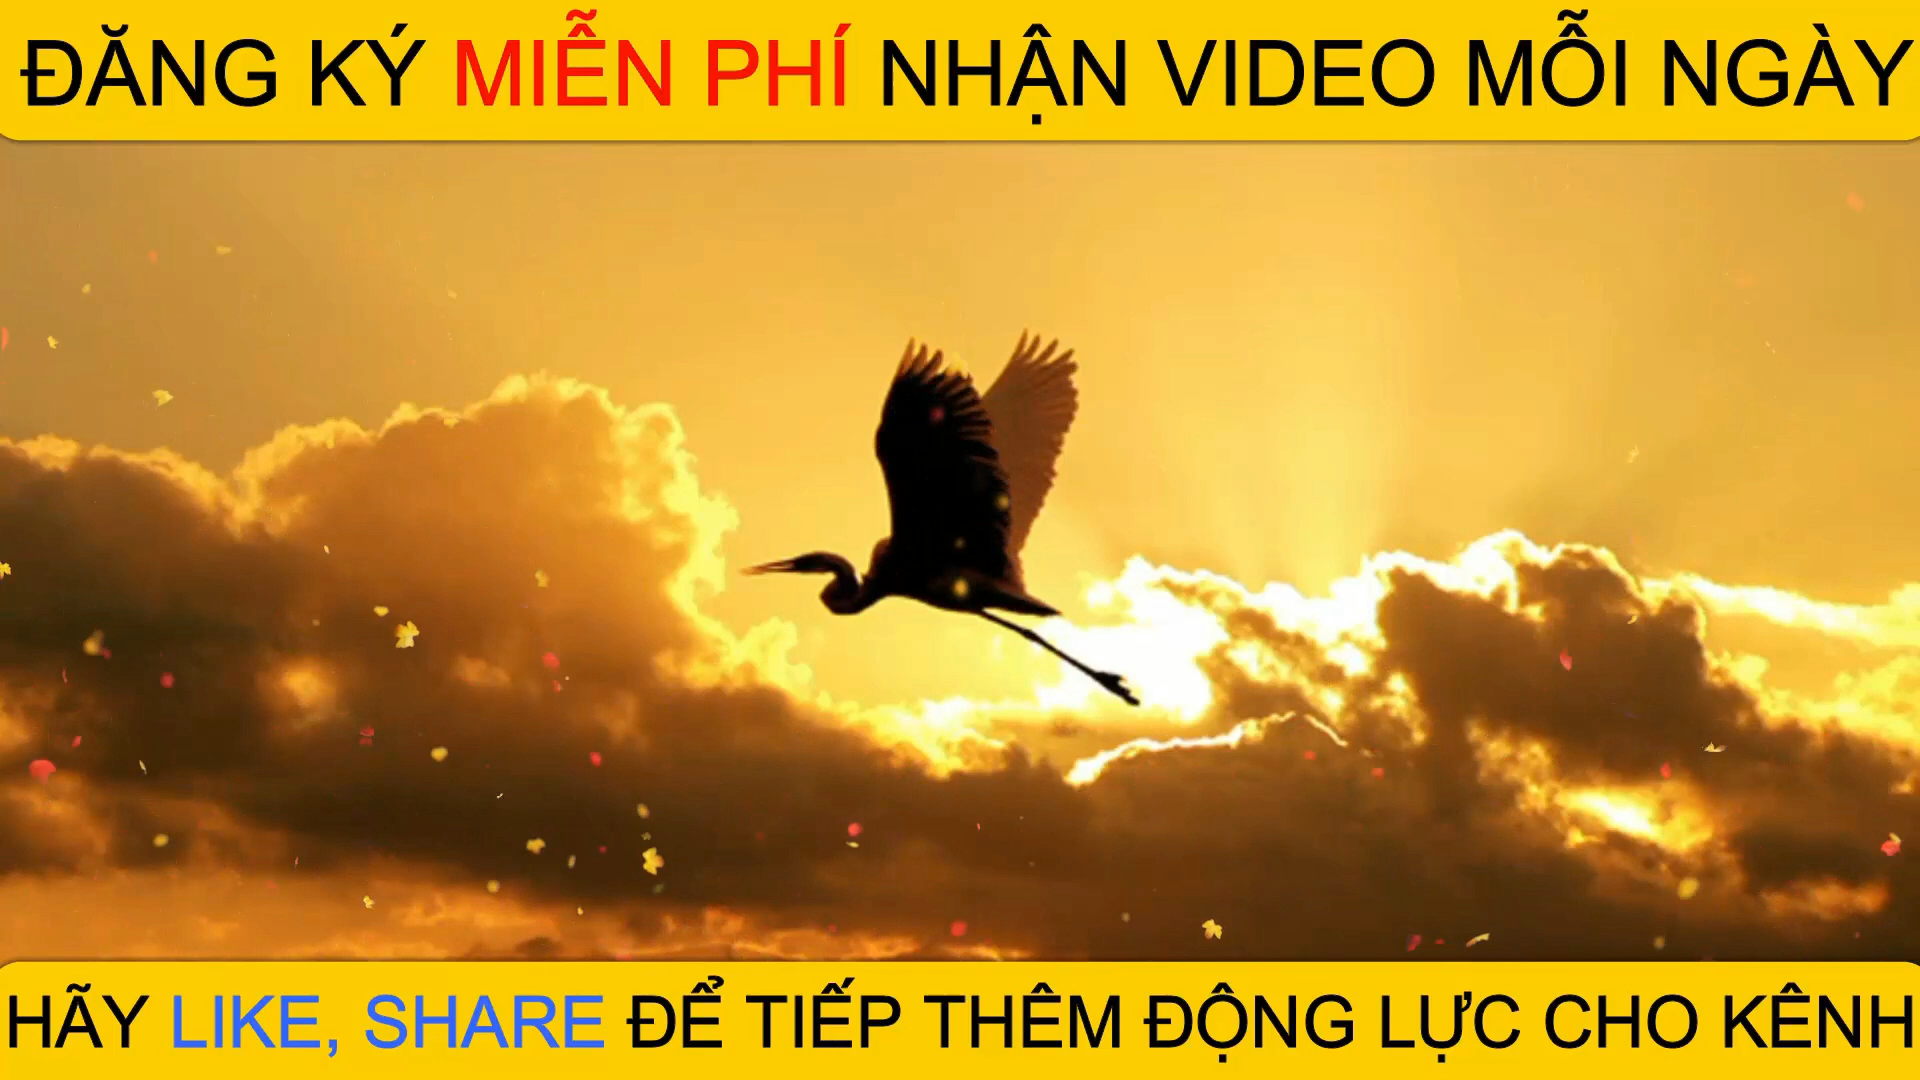 ĐĂNG KÝ MIỄN PHÍ NHẬN VIDEO MỖI NGÀY
HÃY LIKE, SHARE ĐỂ TIẾP THÊM ĐỘNG LỰC CHO KÊNH